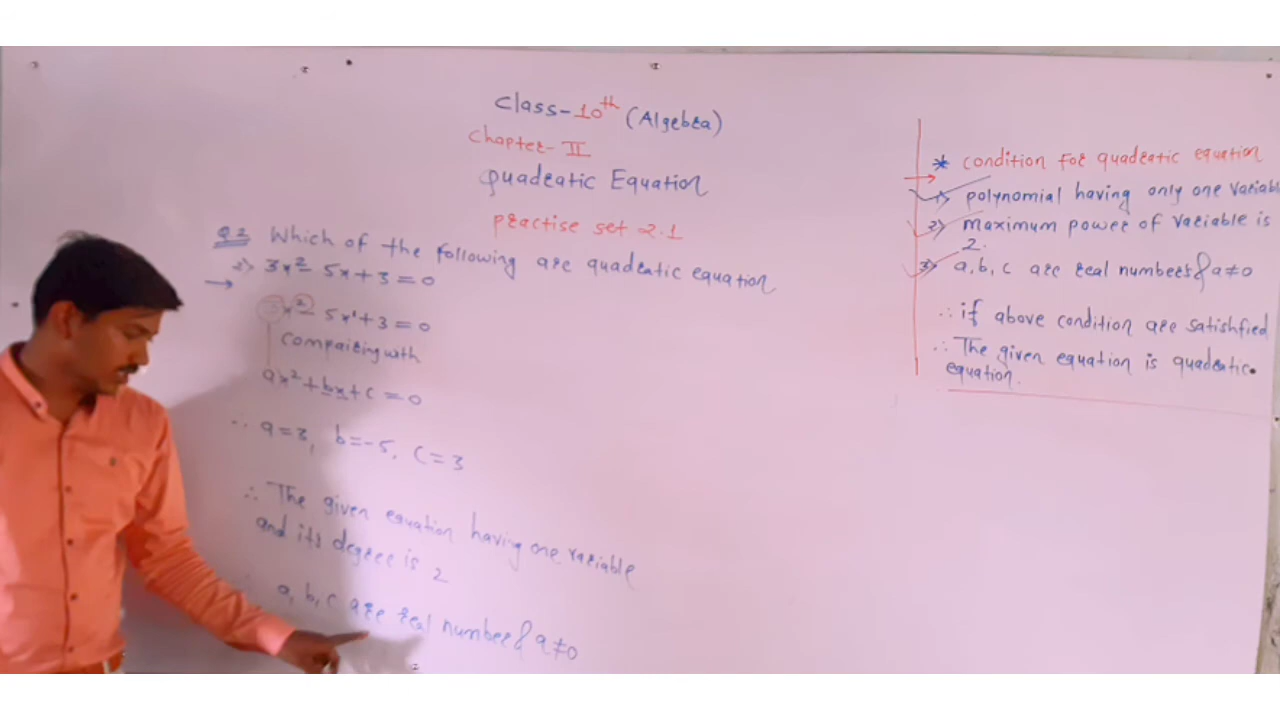 Class-10th (Algebra)
Chapter-II
Quadratic Equation
practise set 2.1
Q2 Which of the following are quadratic equation
2) 3x² - 5x + 3 = 0
→
3x² - 5x¹ + 3 = 0
Compairing with
ax² + bx + c = 0
∴ a = 3, b = -5, c = 3
∴ The given equation having one variable
and its degree is 2
a, b, c are real number & a ≠ 0
* condition for quadratic equation
1) polynomial having only one variabl
2) maximum power of variable is
2.
3) a, b, c are real numbers & a ≠ 0
∴ if above condition are satishfied
∴ The given equation is quadratic
equation.